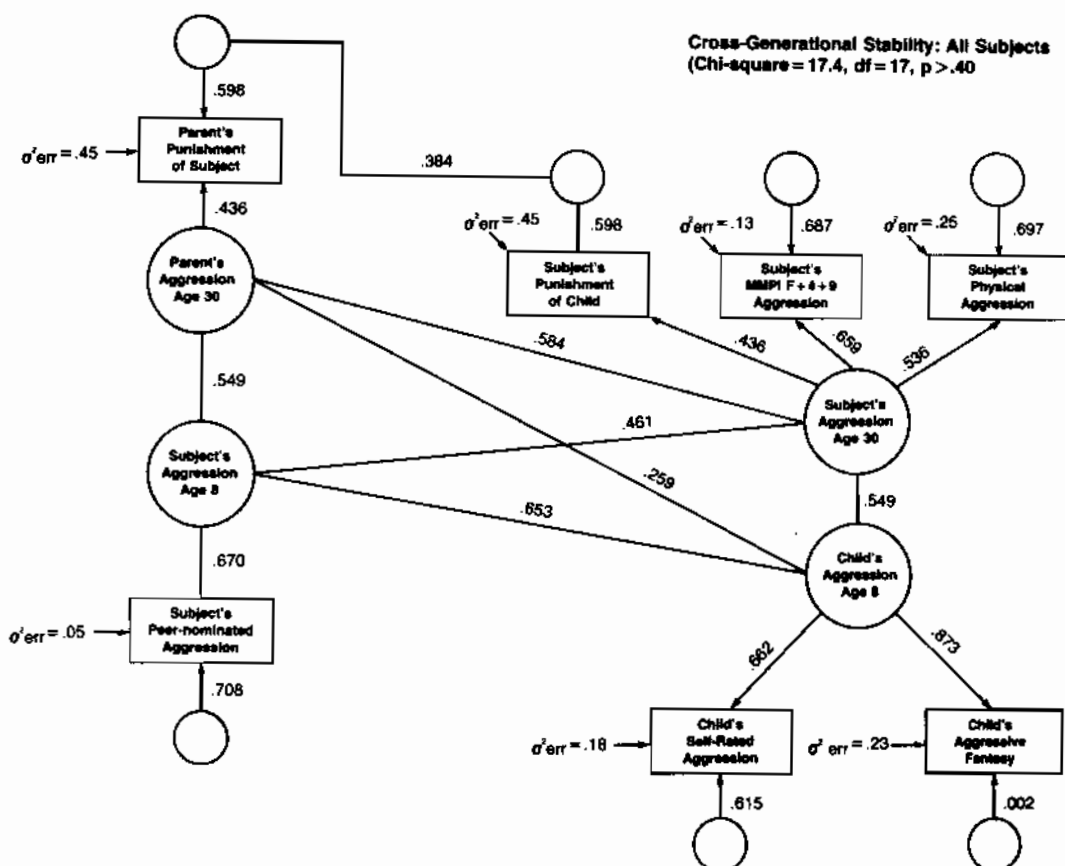 Cross-Generational Stability: All Subjects
(Chi-square = 17.4, df = 17, p >.40
.598
Parent's
Punishment
of Subject
σ²err = .45
.384
.436
σ²err = .45
.598
σ²err = .13
.687
σ²err = .25
.697
Parent's
Aggression
Age 30
Subject's
Punishment
of Child
Subject's
MMPI F + 4 + 9
Aggression
Subject's
Physical
Aggression
.584
.436
.659
.536
.549
Subject's
Aggression
Age 30
.461
Subject's
Aggression
Age 8
.259
.653
.549
.670
Child's
Aggression
Age 8
Subject's
Peer-nominated
Aggression
σ²err = .05
.662
.873
.708
Child's
Self-Rated
Aggression
σ²err = .18
Child's
Aggressive
Fantasy
σ² err = .23
.615
.002